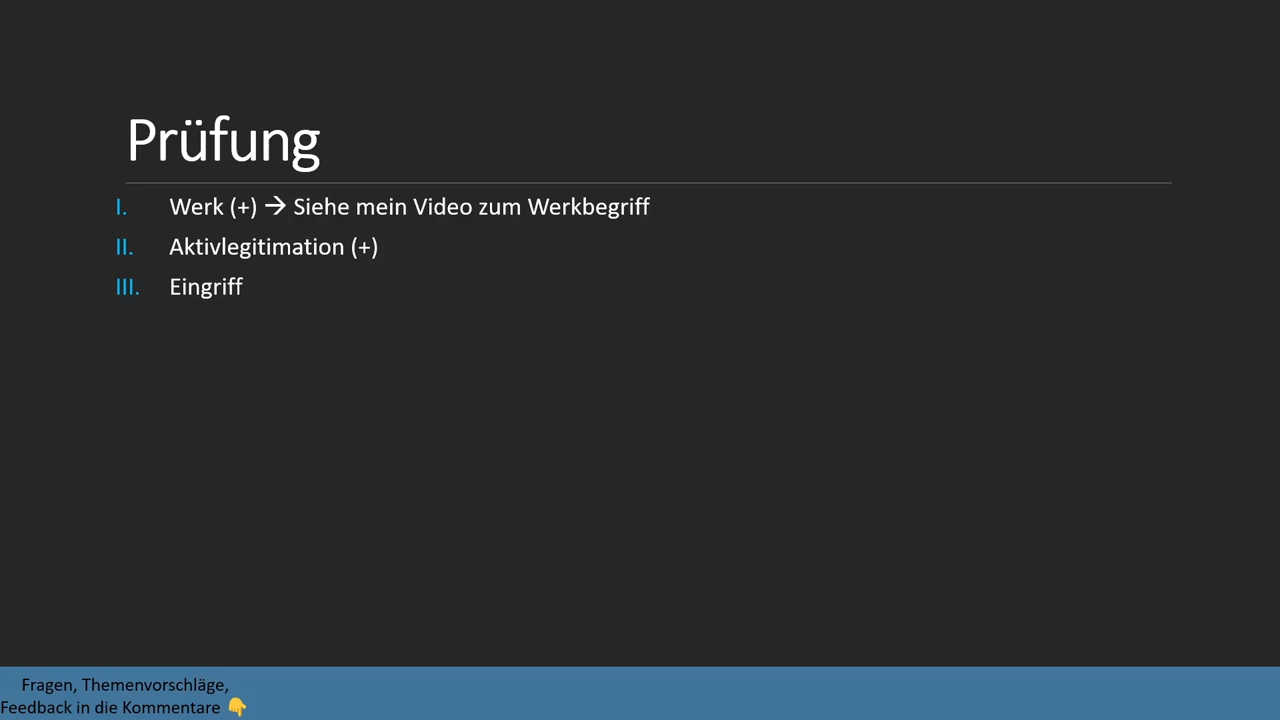 Prüfung
I. Werk (+) → Siehe mein Video zum Werkbegriff
II. Aktivlegitimation (+)
III. Eingriff
Fragen, Themenvorschläge,
Feedback in die Kommentare 👇